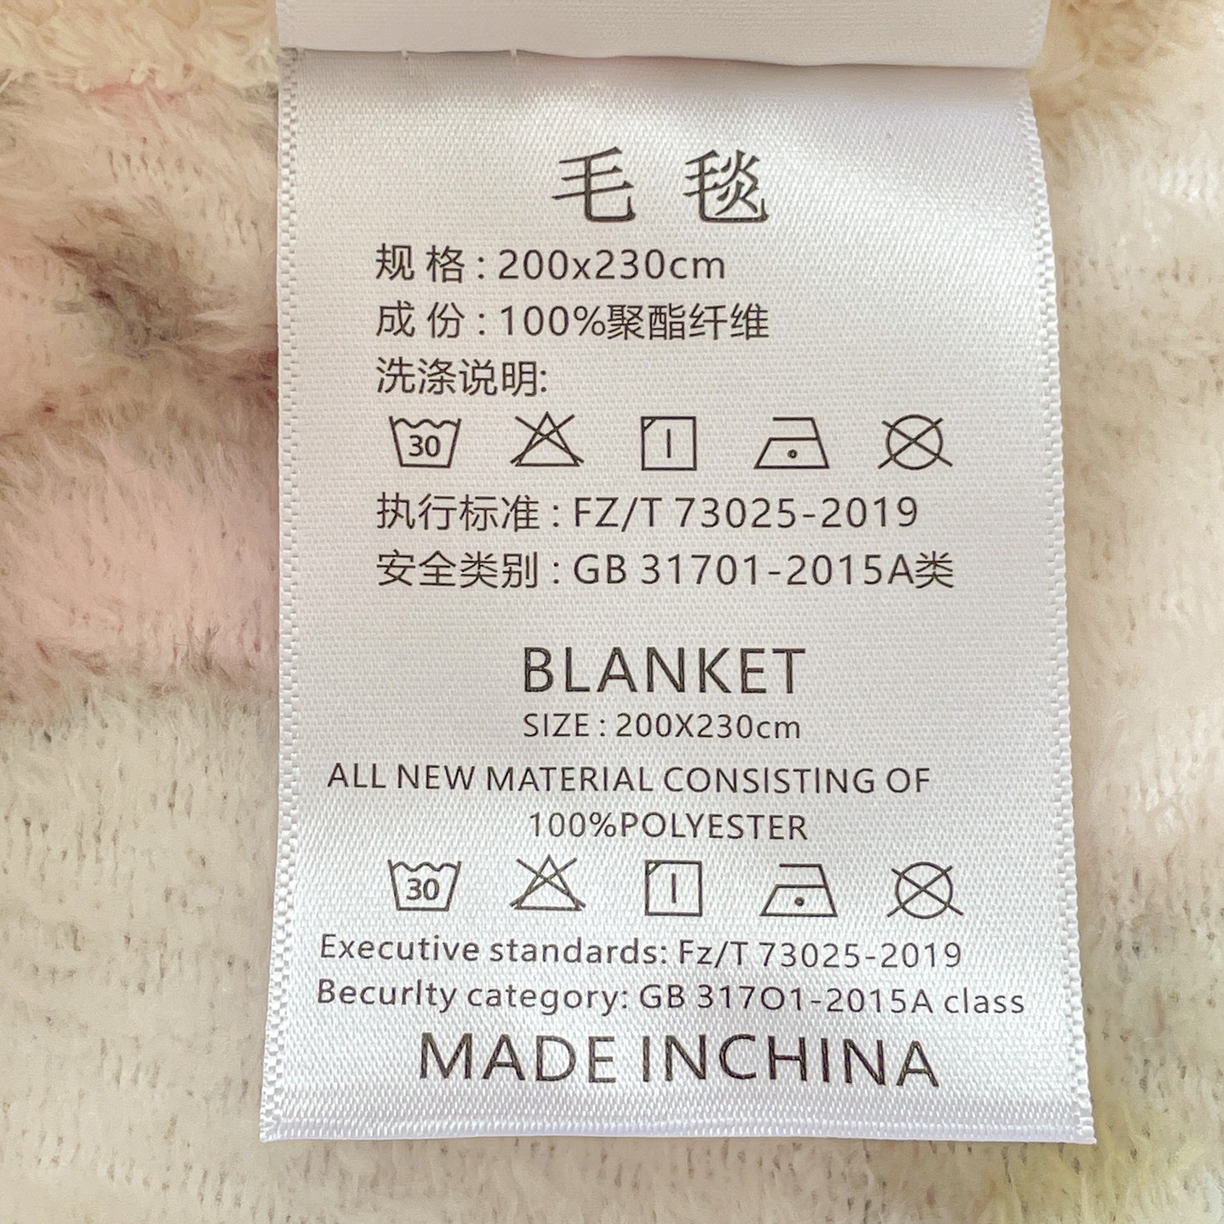 毛毯
规格:200x230cm
成份:100%聚酯纤维
洗涤说明:
30
执行标准:FZ/T 73025-2019
安全类别:GB 31701-2015A类
BLANKET
SIZE:200X230cm
ALL NEW MATERIAL CONSISTING OF
100%POLYESTER
30
Executive standards: Fz/T 73025-2019
Becurlty category: GB 317O1-2015A class
MADE INCHINA